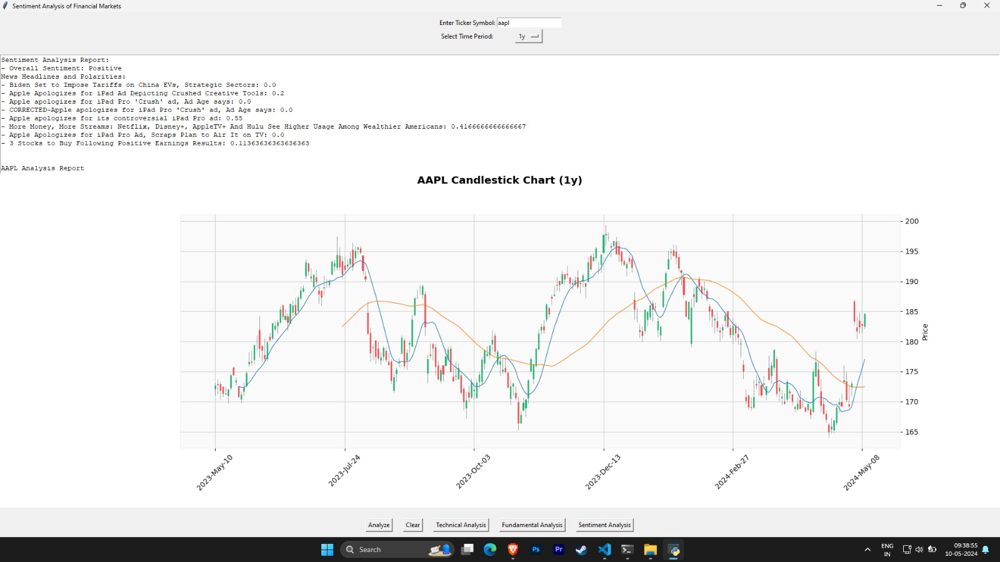 Sentiment Analysis of Financial Markets
Enter Ticker Symbol: aapl
Select Time Period: 1y
Sentiment Analysis Report:
- Overall Sentiment: Positive
News Headlines and Polarities:
- Biden Set to Impose Tariffs on China EVs, Strategic Sectors: 0.0
- Apple Apologizes for iPad Ad Depicting Crushed Creative Tools: 0.2
- Apple apologizes for iPad Pro 'Crush' ad, Ad Age says: 0.0
- CORRECTED-Apple apologizes for iPad Pro 'Crush' ad, Ad Age says: 0.0
- Apple apologizes for its controversial iPad Pro ad: 0.55
- More Money, More Streams: Netflix, Disney+, AppleTV+ And Hulu See Higher Usage Among Wealthier Americans: 0.4166666666666667
- Apple Apologizes for iPad Pro Ad, Scraps Plan to Air It on TV: 0.0
- 3 Stocks to Buy Following Positive Earnings Results: 0.11363636363636363
AAPL Analysis Report
AAPL Candlestick Chart (1y)
200
195
190
185
180
175
170
165
Price
2023-May-10
2023-Jul-24
2023-Oct-03
2023-Dec-13
2024-Feb-27
2024-May-08
Analyze
Clear
Technical Analysis
Fundamental Analysis
Sentiment Analysis
Search
Ps
Pr
ENG
IN
09:38:55
10-05-2024